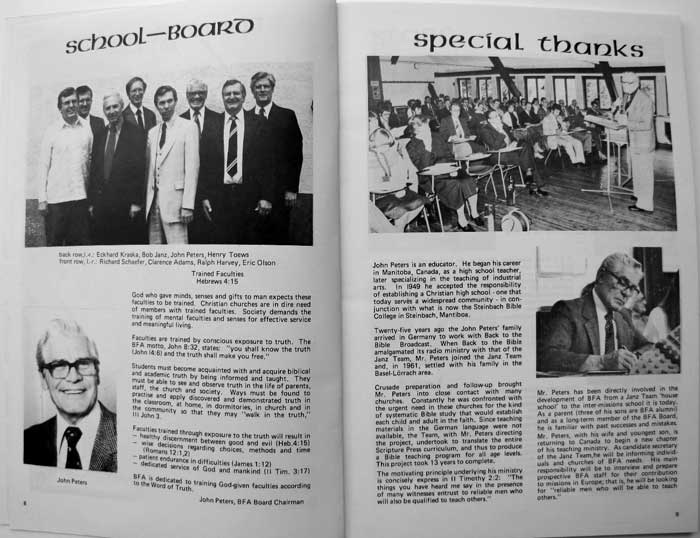 SCHOOL-BOARD
back row,l.r.: Eckhard Kraska, Bob Janz, John Peters, Henry Toews
front row, l.-r.: Richard Schaefer, Clarence Adams, Ralph Harvey, Eric Olson
Trained Faculties
Hebrews 4:15
God who gave minds, senses and gifts to man expects these
faculties to be trained. Christian churches are in dire need
of members with trained faculties. Society demands the
training of mental faculties and senses for effective service
and meaningful living.
Faculties are trained by conscious exposure to truth. The
BFA motto, John 8:32, states: "you shall know the truth
(John 14:6) and the truth shall make you free."
Students must become acquainted with and acquire biblical
and academic truth by being informed and taught. They
must be able to see and observe truth in the life of parents,
staff, the church and society. Ways must be found to
practise and apply discovered and demonstrated truth in
the classroom, at home, in dormitories, in church and in
the community so that they may "walk in the truth,"
II John 3.
Faculties trained through exposure to the truth will result in
— healthy discernment between good and evil (Heb.4:15)
— wise decisions regarding choices, methods and time
(Romans 12:1,2)
— patient endurance in difficulties (James 1:12)
— dedicated service of God and mankind (I Tim. 3:17)
BFA is dedicated to training God-given faculties according
to the Word of Truth.
John Peters, BFA Board Chairman
John Peters
8
special thanks
John Peters is an educator. He began his career
in Manitoba, Canada, as a high school teacher,
later specializing in the teaching of industrial
arts. In 1949 he accepted the responsibility
of establishing a Christian high school - one that
today serves a widespread community - in con-
junction with what is now the Steinbach Bible
College in Steinbach, Mantiboa.
Twenty-five years ago the John Peters' family
arrived in Germany to work with Back to the
Bible Broadcast. When Back to the Bible
amalgamated its radio ministry with that of the
Janz Team, Mr. Peters joined the Janz Team
and, in 1961, settled with his family in the
Basel-Lörrach area.
Crusade preparation and follow-up brought
Mr. Peters into close contact with many
churches. Constantly he was confronted with
the urgent need in these churches for the kind
of systematic Bible study that would establish
each child and adult in the faith. Since teaching
materials in the German language were not
available, the Team, with Mr. Peters directing
the project, undertook to translate the entire
Scripture Press curriculum, and thus to produce
a Bible teaching program for all age levels.
This project took 13 years to complete.
The motivating principle underlying his ministry
is concisely express in II Timothy 2:2: "The
things you have heard me say in the presence
of many witnesses entrust to reliable men who
will also be qualified to teach others."
Mr. Peters has been directly involved in the
development of BFA from a Janz Team 'house
school' to the inter-missions school it is today.
As a parent (three of his sons are BFA alumni)
and as a long-term member of the BFA Board,
he is familiar with past successes and mistakes.
Mr. Peters, with his wife and youngest son, is
returning to Canada to begin a new chapter
of his teaching ministry. As candidate secretary
of the Janz Team,he will be informing individ-
uals and churches of BFA needs. His main
responsibility will be to interview and prepare
prospective BFA staff for their contribution
to missions in Europe; that is, he will be looking
for "reliable men who will be able to teach
others."
9